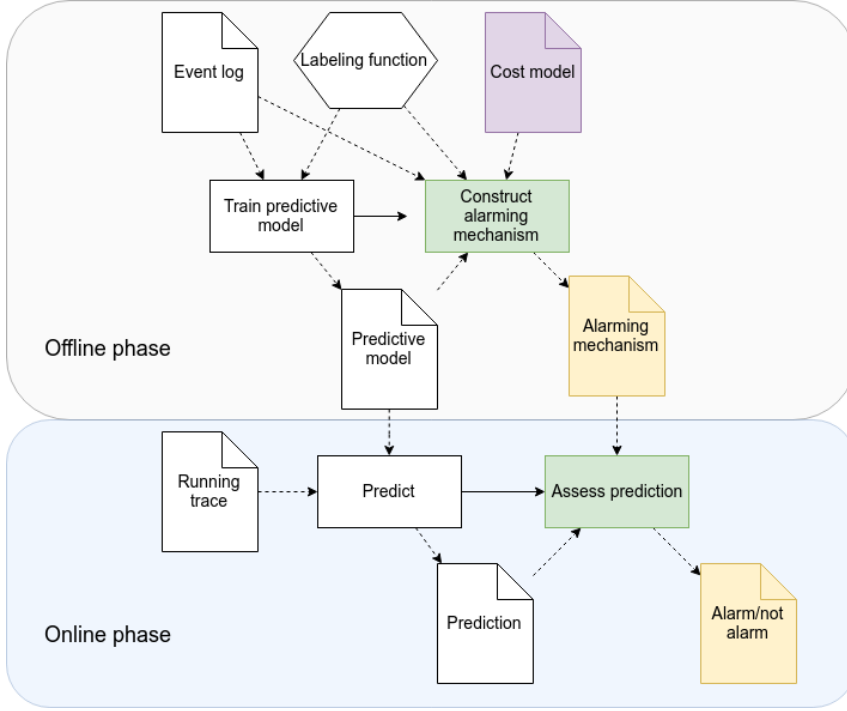 Event log
Labeling function
Cost model
Train predictive
model
Construct
alarming
mechanism
Predictive
model
Alarming
mechanism
Offline phase
Running
trace
Predict
Assess prediction
Prediction
Alarm/not
alarm
Online phase